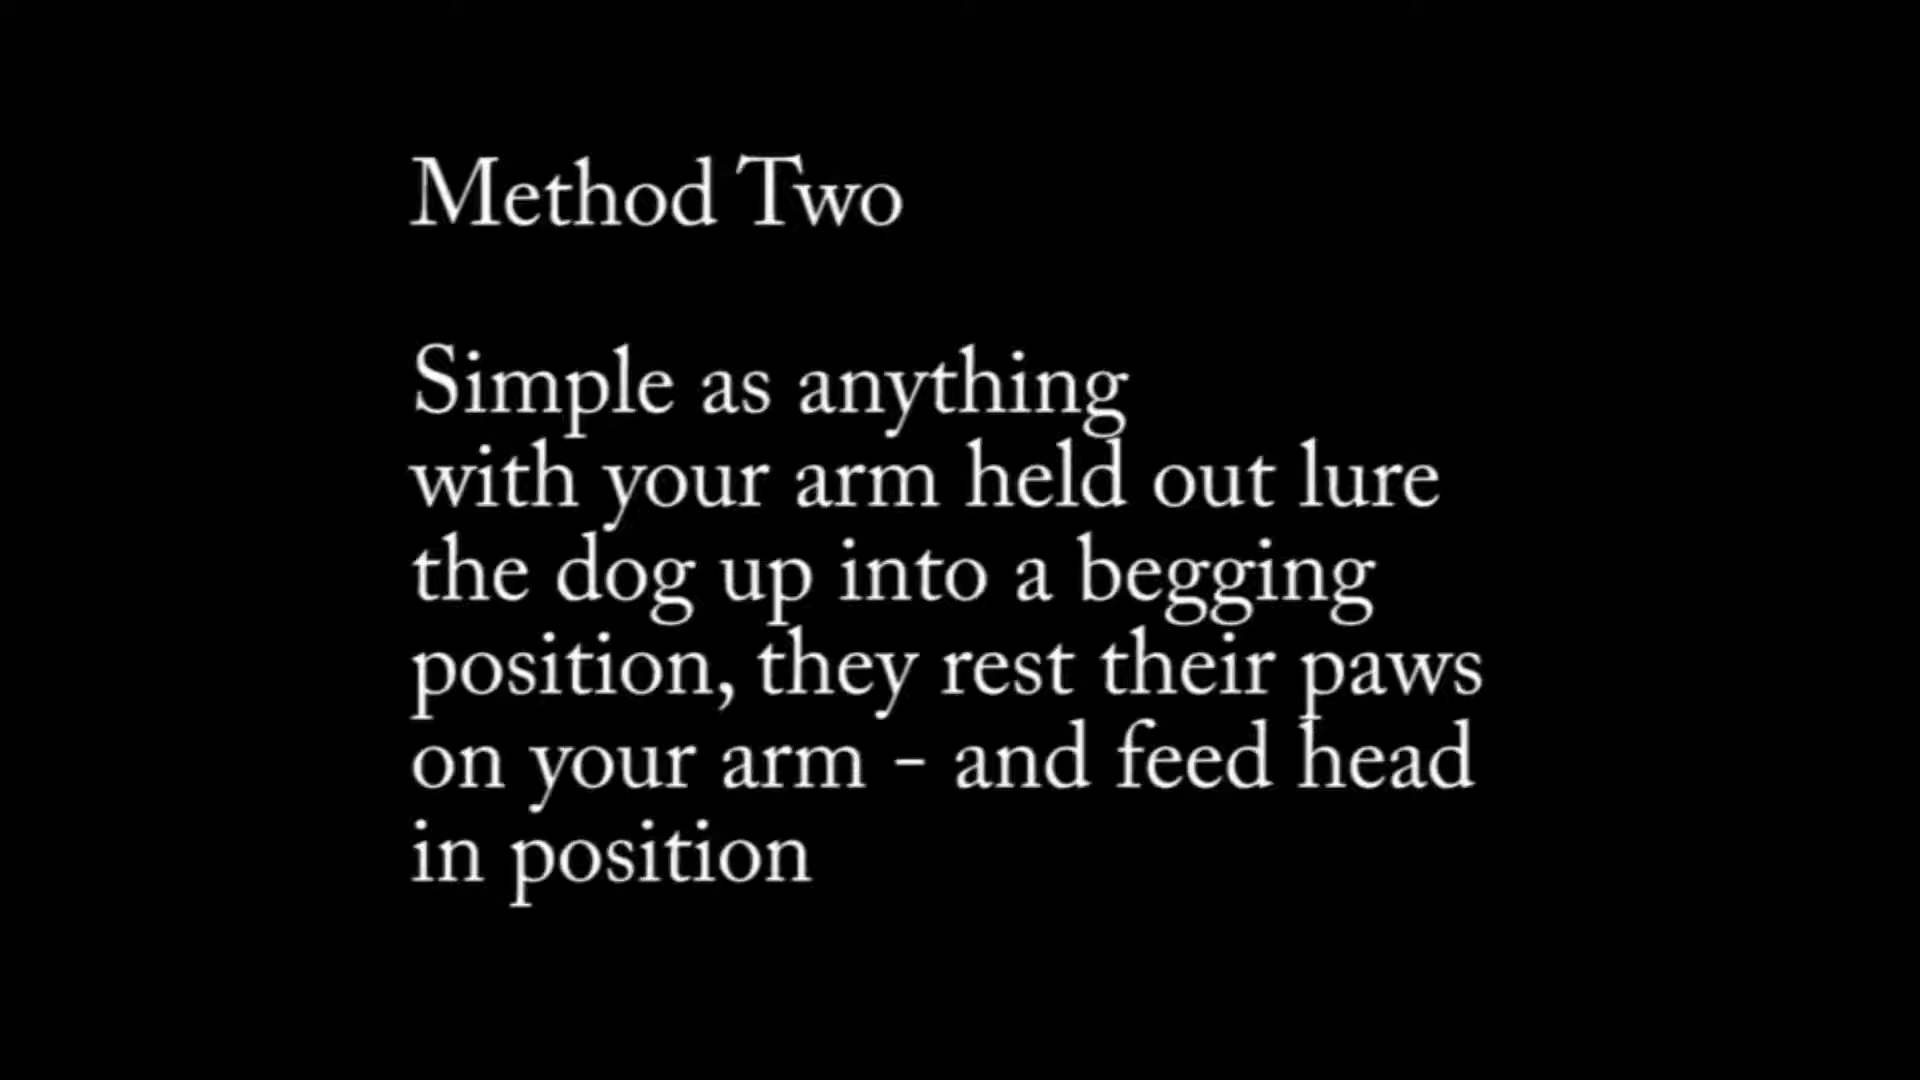 Method Two
Simple as anything
with your arm held out lure
the dog up into a begging
position, they rest their paws
on your arm - and feed head
in position